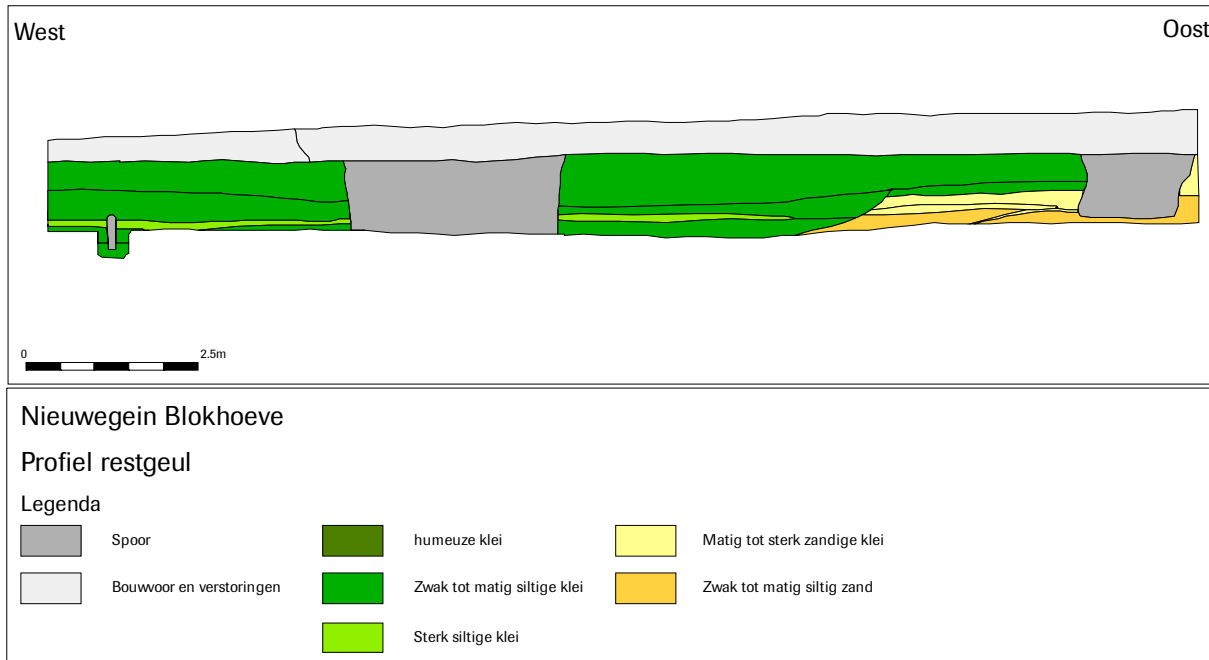 West
Oost
0
2.5m
Nieuwegein Blokhoeve
Profiel restgeul
Legenda
Spoor
humeuze klei
Matig tot sterk zandige klei
Bouwvoor en verstoringen
Zwak tot matig siltige klei
Zwak tot matig siltig zand
Sterk siltige klei